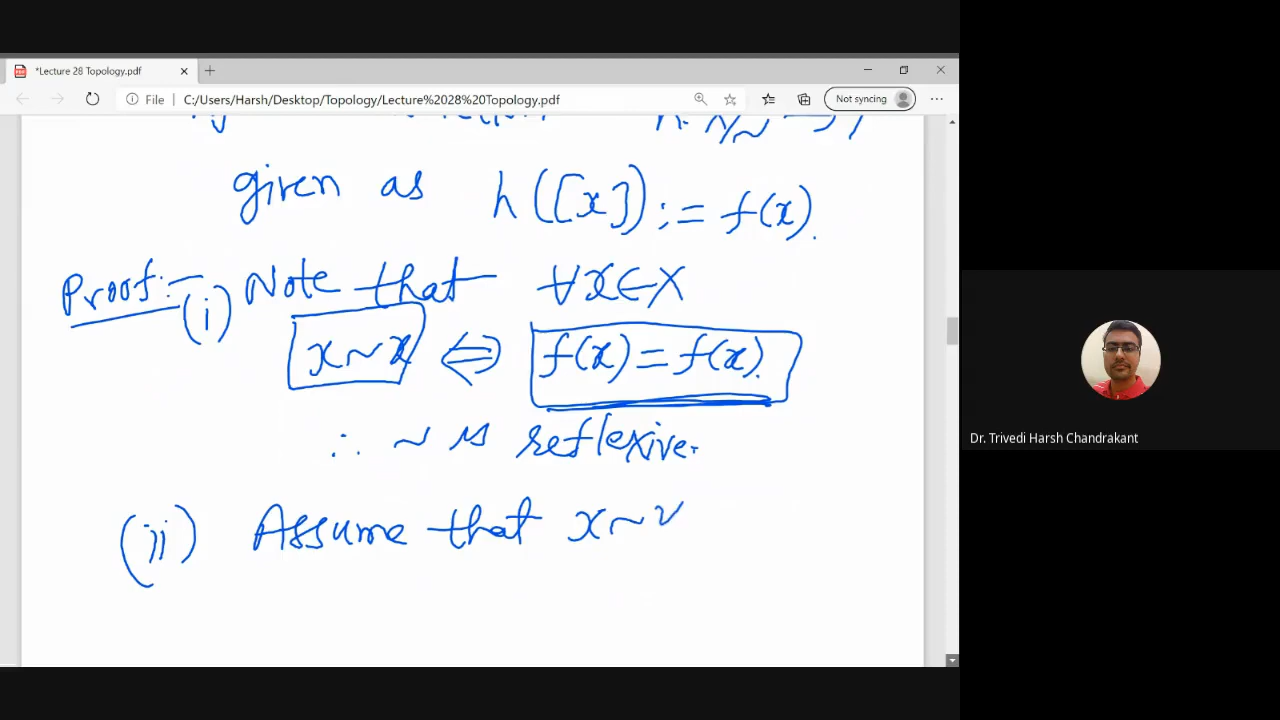 *Lecture 28 Topology.pdf
File C:/Users/Harsh/Desktop/Topology/Lecture%2028%20Topology.pdf
Not syncing
given as h([x]) := f(x).
Proof:- (i) Note that ∀x∈X
x~x ⇔ f(x) = f(x).
∴ ~ is reflexive.
(ii) Assume that x~
Dr. Trivedi Harsh Chandrakant